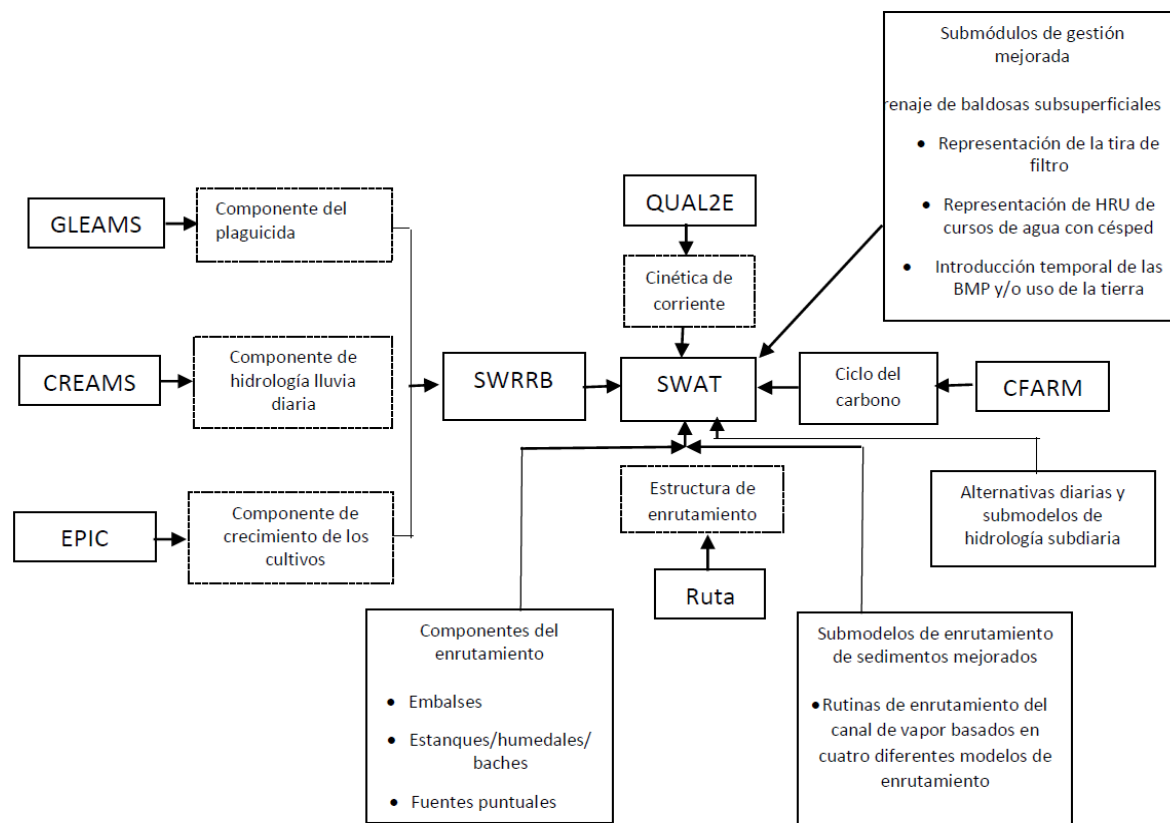 Submódulos de gestión
mejorada
renaje de baldosas subsuperficiales
• Representación de la tira de
filtro
• Representación de HRU de
cursos de agua con césped
• Introducción temporal de las
BMP y/o uso de la tierra
GLEAMS
Componente del
plaguicida
QUAL2E
Cinética de
corriente
CREAMS
Componente de
hidrología lluvia
diaria
SWRRB
SWAT
Ciclo del
carbono
CFARM
EPIC
Componente de
crecimiento de los
cultivos
Estructura de
enrutamiento
Alternativas diarias y
submodelos de
hidrología subdiaria
Ruta
Componentes del
enrutamiento
• Embalses
• Estanques/humedales/
baches
• Fuentes puntuales
Submodelos de enrutamiento
de sedimentos mejorados
•Rutinas de enrutamiento del
canal de vapor basados en
cuatro diferentes modelos de
enrutamiento